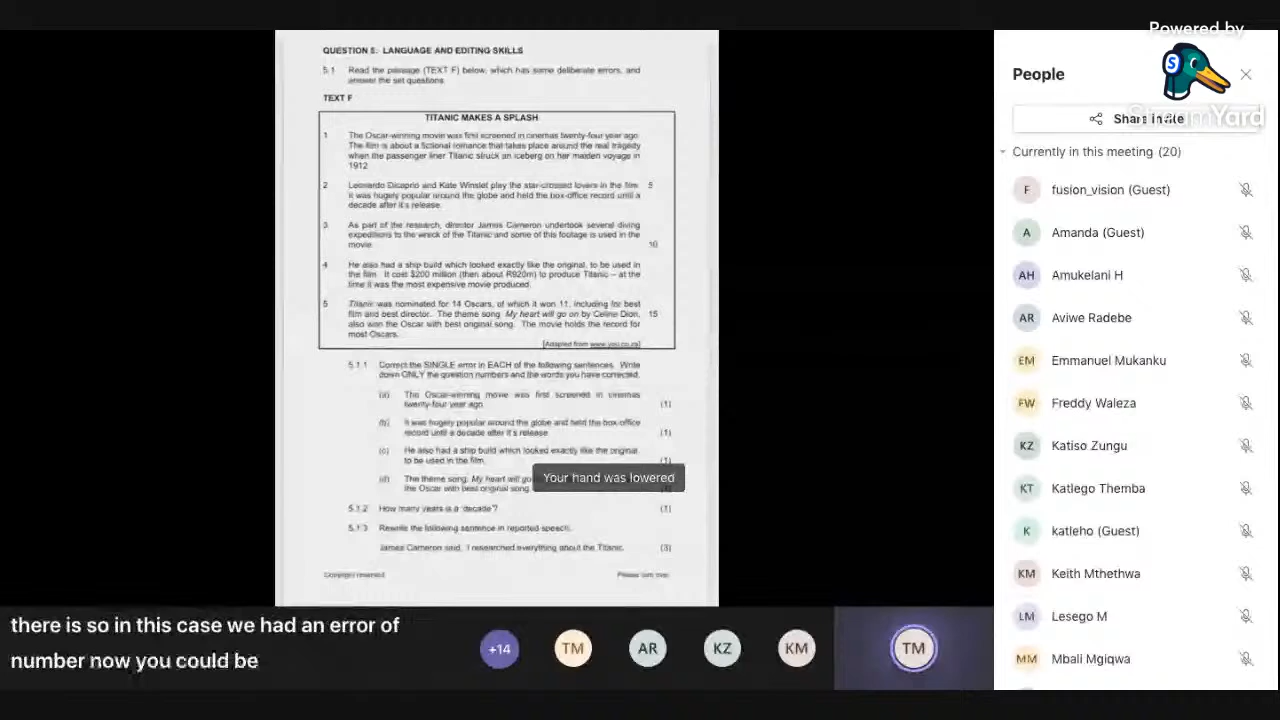 Powered by
StreamYard
QUESTION 5: LANGUAGE AND EDITING SKILLS
5.1 Read the passage (TEXT F) below, which has some deliberate errors, and
answer the set questions.
TEXT F
TITANIC MAKES A SPLASH
1 The Oscar-winning movie was first screened in cinemas twenty-four year ago.
The film is about a fictional romance that takes place around the real tragedy
when the passenger liner Titanic struck an iceberg on her maiden voyage in
1912.
2 Leonardo Dicaprio and Kate Winslet play the star-crossed lovers in the film. 5
It was hugely popular around the globe and held the box-office record until a
decade after it's release.
3 As part of the research, director James Cameron undertook several diving
expeditions to the wreck of the Titanic and some of this footage is used in the
movie. 10
4 He also had a ship build which looked exactly like the original, to be used in
the film. It cost $200 million (then about R920m) to produce Titanic – at the
time it was the most expensive movie produced.
5 Titanic was nominated for 14 Oscars, of which it won 11, including for best
film and best director. The theme song My heart will go on by Celine Dion, 15
also won the Oscar with best original song. The movie holds the record for
most Oscars.
[Adapted from www.you.co.za]
5.1.1 Correct the SINGLE error in EACH of the following sentences. Write
down ONLY the question numbers and the words you have corrected.
(a) The Oscar-winning movie was first screened in cinemas
twenty-four year ago. (1)
(b) It was hugely popular around the globe and held the box-office
record until a decade after it's release. (1)
(c) He also had a ship build which looked exactly like the original,
to be used in the film. (1)
(d) The theme song, My heart will go
the Oscar with best original song.
5.1.2 How many years is a 'decade'? (1)
5.1.3 Rewrite the following sentence in reported speech.
James Cameron said, I researched everything about the Titanic. (3)
Copyright reserved Please turn over
Your hand was lowered
there is so in this case we had an error of
number now you could be
+14
TM
AR
KZ
KM
TM
People
Share invite
Currently in this meeting (20)
F fusion_vision (Guest)
A Amanda (Guest)
AH Amukelani H
AR Aviwe Radebe
EM Emmanuel Mukanku
FW Freddy Waleza
KZ Katiso Zungu
KT Katlego Themba
K katleho (Guest)
KM Keith Mthethwa
LM Lesego M
MM Mbali Mgiqwa